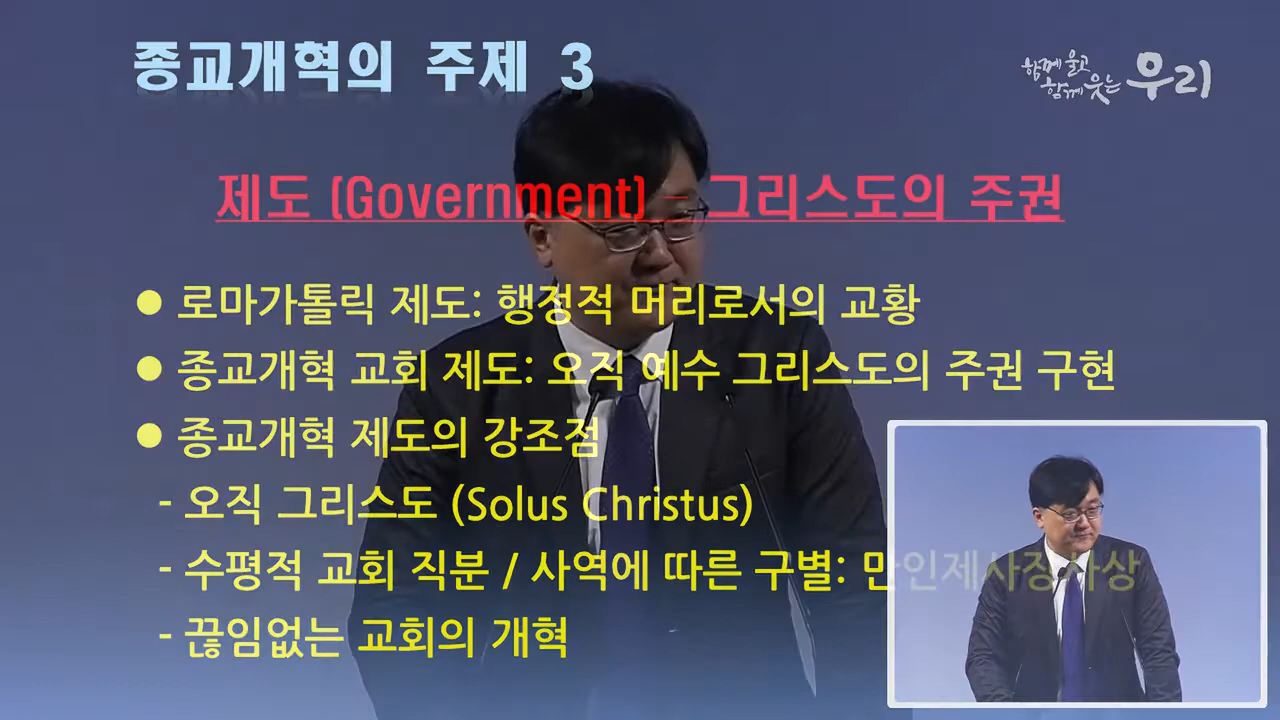 종교개혁의 주제 3
함께 울고
함께 웃는 우리
제도 (Government) - 그리스도의 주권
● 로마가톨릭 제도: 행정적 머리로서의 교황
● 종교개혁 교회 제도: 오직 예수 그리스도의 주권 구현
● 종교개혁 제도의 강조점
- 오직 그리스도 (Solus Christus)
- 수평적 교회 직분 / 사역에 따른 구별: 만인제사장사상
- 끊임없는 교회의 개혁